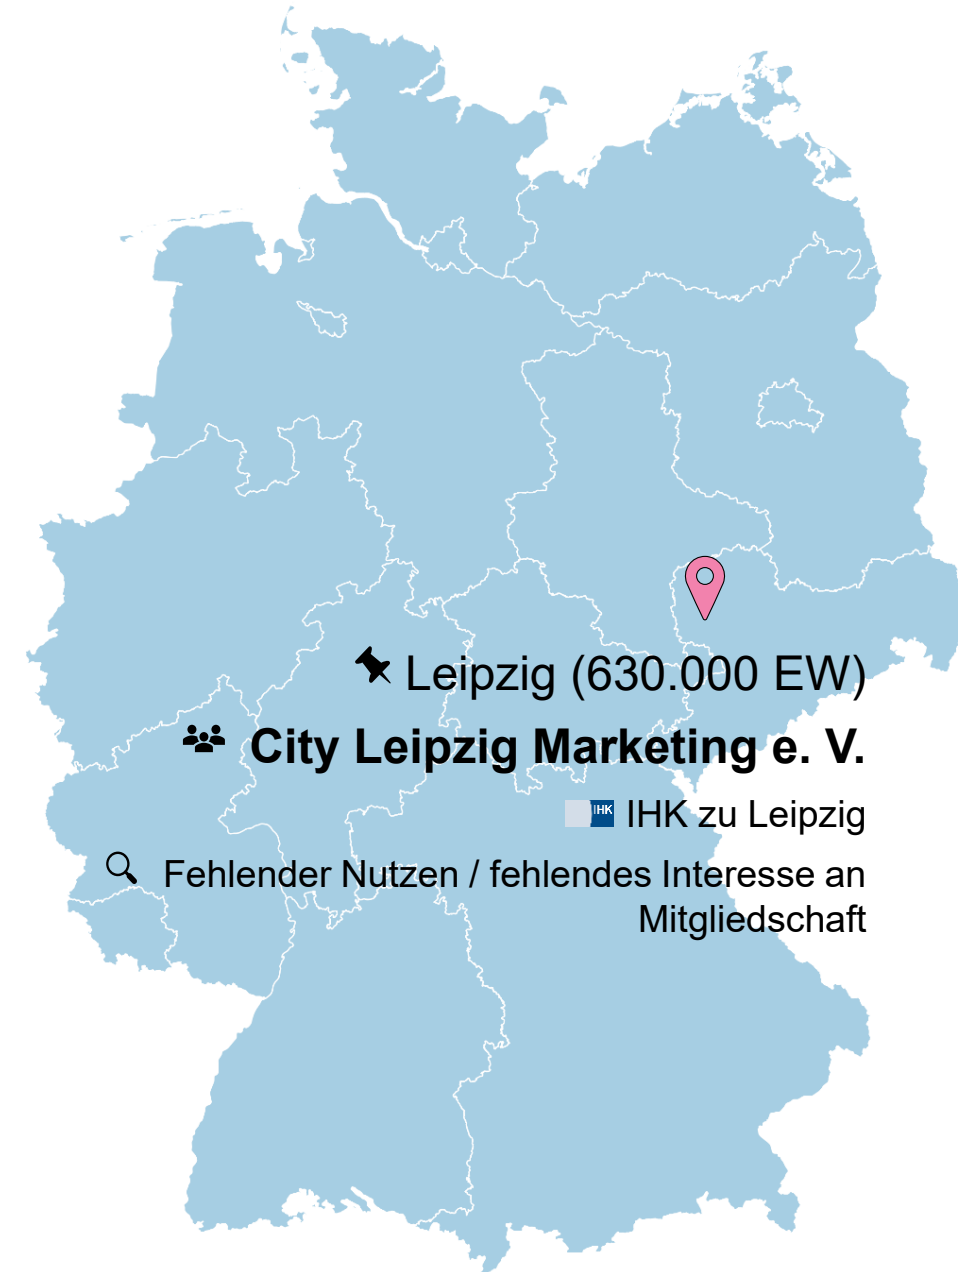 Leipzig (630.000 EW)
City Leipzig Marketing e. V.
IHK IHK zu Leipzig
Fehlender Nutzen / fehlendes Interesse an
Mitgliedschaft